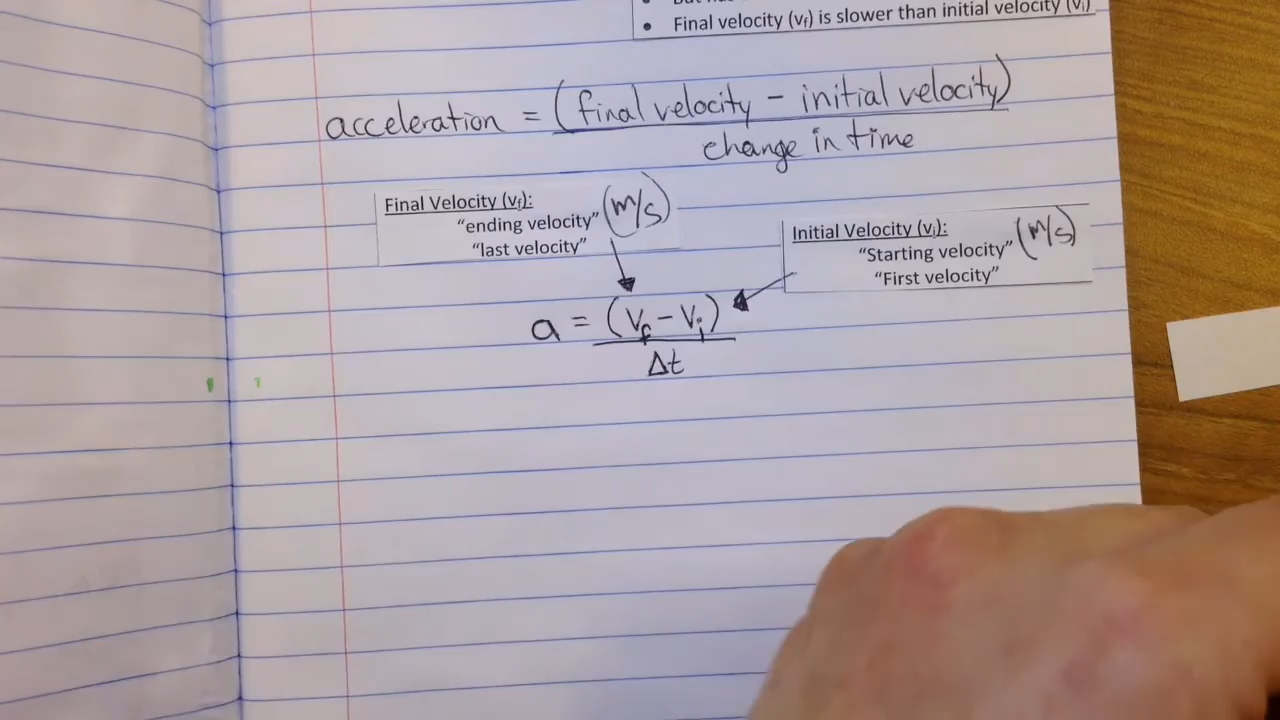 • Final velocity (vf) is slower than initial velocity (vi)
acceleration = (final velocity - initial velocity)
change in time
Final Velocity (vf): (m/s)
"ending velocity"
"last velocity"
Initial Velocity (vi): (m/s)
"Starting velocity"
"First velocity"
a = (vf - vi)
Δt